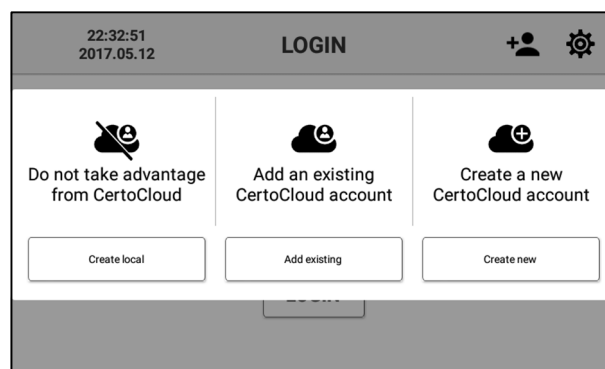 22:32:51
2017.05.12
LOGIN
Do not take advantage
from CertoCloud
Add an existing
CertoCloud account
Create a new
CertoCloud account
Create local
Add existing
Create new
LOGIN